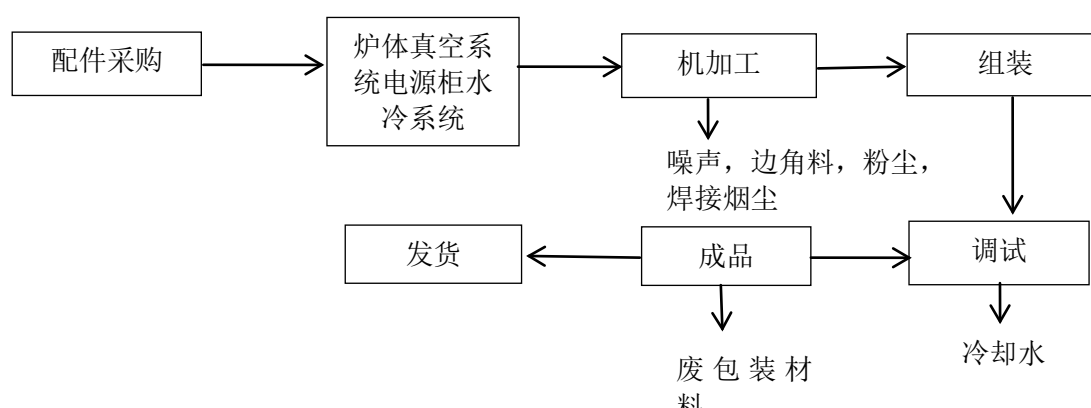 配件采购
炉体真空系
统电源柜水
冷系统
机加工
组装
噪声，边角料，粉尘，
焊接烟尘
发货
成品
调试
废包装材
料
冷却水